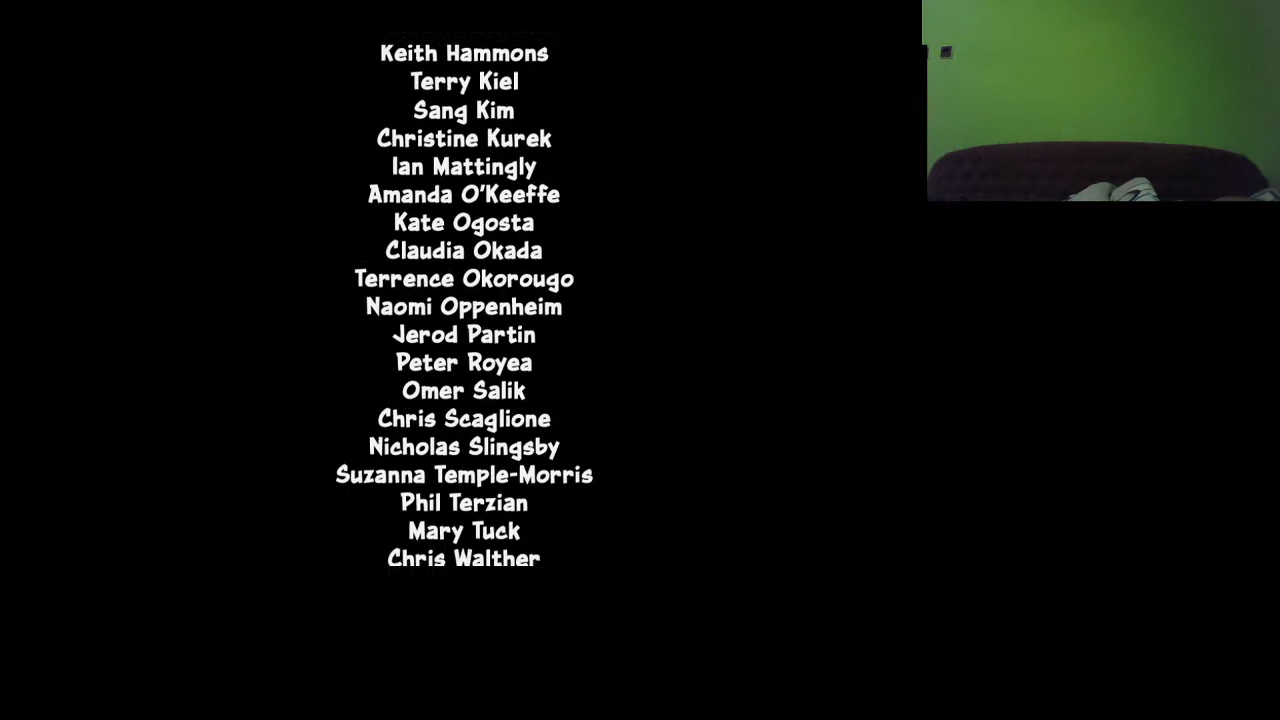 Keith Hammons
Terry Kiel
Sang Kim
Christine Kurek
Ian Mattingly
Amanda O'Keeffe
Kate Ogosta
Claudia Okada
Terrence Okorougo
Naomi Oppenheim
Jerod Partin
Peter Royea
Omer Salik
Chris Scaglione
Nicholas Slingsby
Suzanna Temple-Morris
Phil Terzian
Mary Tuck
Chris Walther